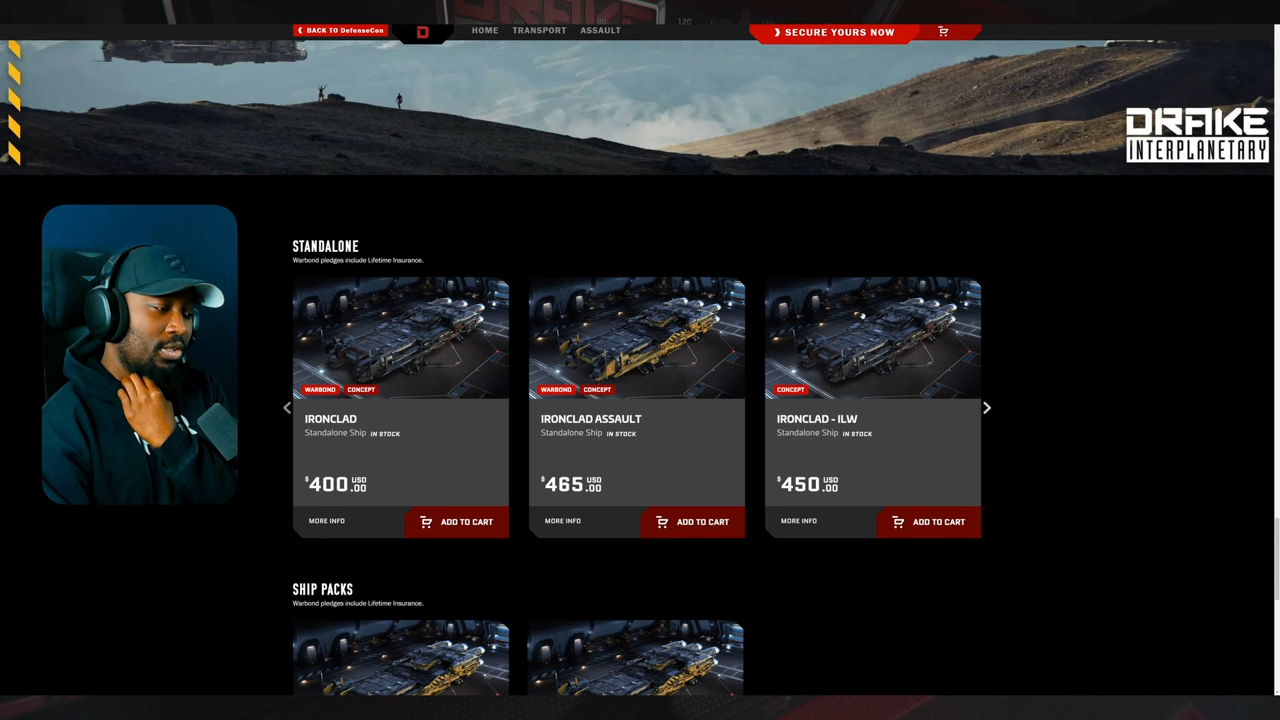 DRAKE
120
BACK TO DefenseCon
HOME
TRANSPORT
ASSAULT
SECURE YOURS NOW
DRAKE
INTERPLANETARY
STANDALONE
Warbond pledges include Lifetime Insurance.
WARBOND
CONCEPT
IRONCLAD
Standalone Ship IN STOCK
$400 USD .00
MORE INFO
ADD TO CART
WARBOND
CONCEPT
IRONCLAD ASSAULT
Standalone Ship IN STOCK
$465 USD .00
MORE INFO
ADD TO CART
CONCEPT
IRONCLAD - ILW
Standalone Ship IN STOCK
$450 USD .00
MORE INFO
ADD TO CART
SHIP PACKS
Warbond pledges include Lifetime Insurance.